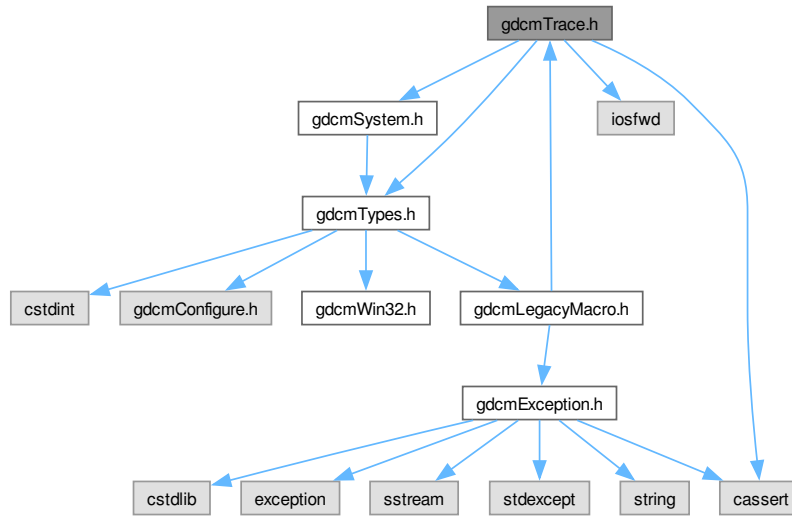 gdcmTrace.h
gdcmSystem.h
iosfwd
gdcmTypes.h
cstdint
gdcmConfigure.h
gdcmWin32.h
gdcmLegacyMacro.h
gdcmException.h
cstdlib
exception
sstream
stdexcept
string
cassert